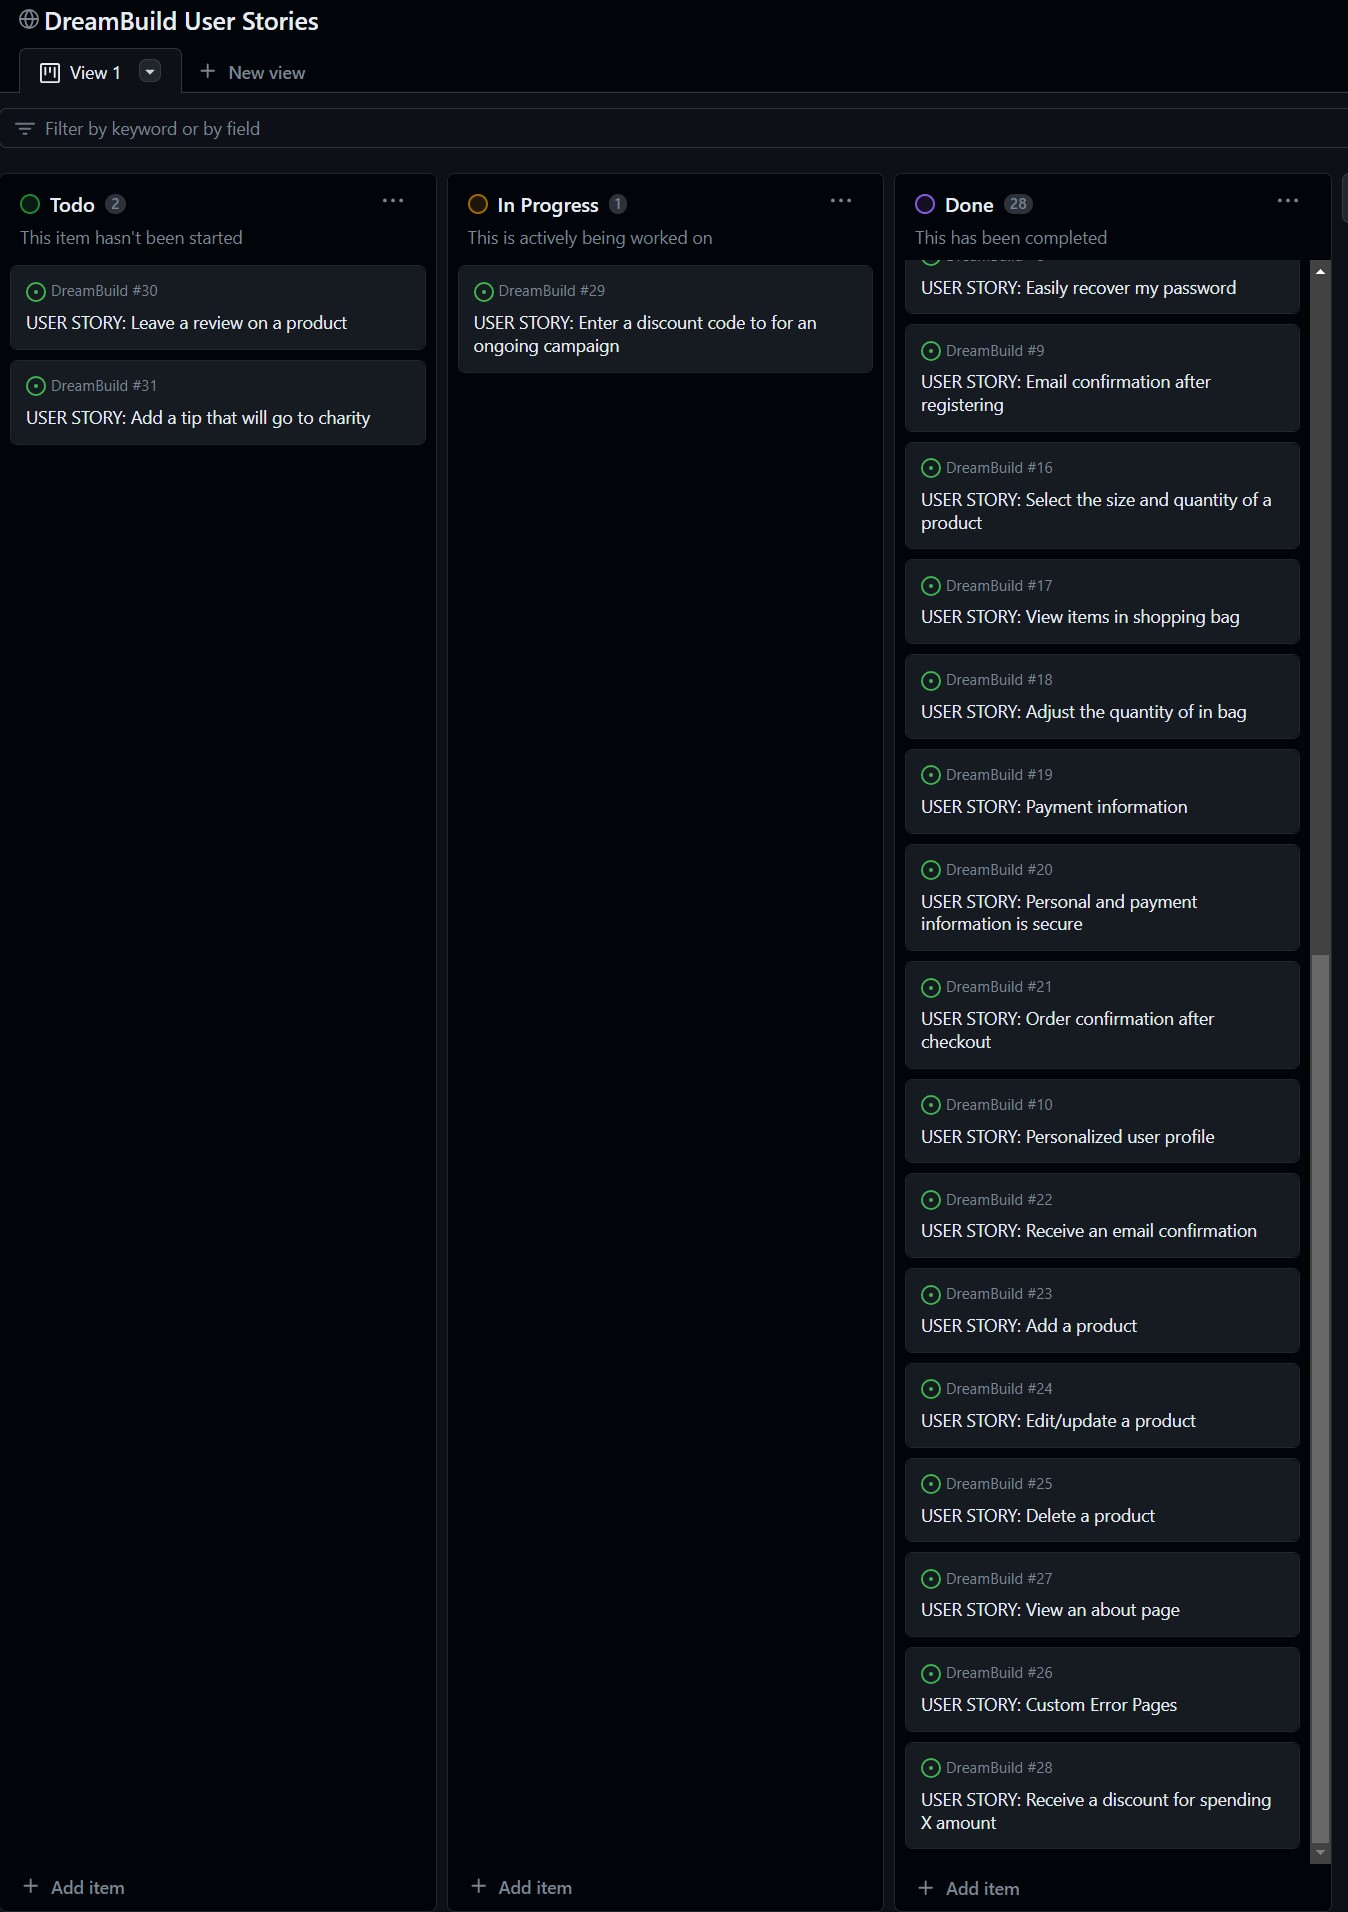 DreamBuild User Stories
View 1
New view
Filter by keyword or by field
Todo 2
This item hasn't been started
DreamBuild #30
USER STORY: Leave a review on a product
DreamBuild #31
USER STORY: Add a tip that will go to charity
Add item
In Progress 1
This is actively being worked on
DreamBuild #29
USER STORY: Enter a discount code to for an
ongoing campaign
Add item
Done 28
This has been completed
USER STORY: Easily recover my password
DreamBuild #9
USER STORY: Email confirmation after
registering
DreamBuild #16
USER STORY: Select the size and quantity of a
product
DreamBuild #17
USER STORY: View items in shopping bag
DreamBuild #18
USER STORY: Adjust the quantity of in bag
DreamBuild #19
USER STORY: Payment information
DreamBuild #20
USER STORY: Personal and payment
information is secure
DreamBuild #21
USER STORY: Order confirmation after
checkout
DreamBuild #10
USER STORY: Personalized user profile
DreamBuild #22
USER STORY: Receive an email confirmation
DreamBuild #23
USER STORY: Add a product
DreamBuild #24
USER STORY: Edit/update a product
DreamBuild #25
USER STORY: Delete a product
DreamBuild #27
USER STORY: View an about page
DreamBuild #26
USER STORY: Custom Error Pages
DreamBuild #28
USER STORY: Receive a discount for spending
X amount
Add item